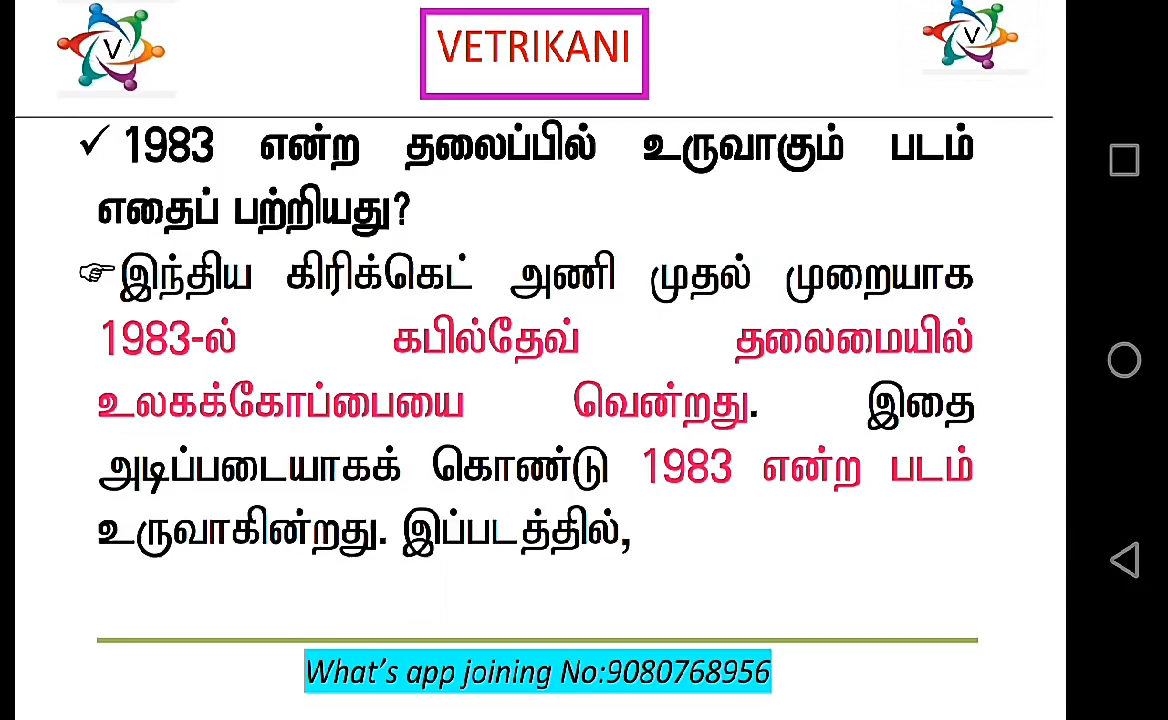 V
VETRIKANI
V
✓ 1983 என்ற தலைப்பில் உருவாகும் படம்
எதைப் பற்றியது?
☞இந்திய கிரிக்கெட் அணி முதல் முறையாக
1983-ல் கபில்தேவ் தலைமையில்
உலகக்கோப்பையை வென்றது. இதை
அடிப்படையாகக் கொண்டு 1983 என்ற படம்
உருவாகின்றது. இப்படத்தில்,
What's app joining No:9080768956